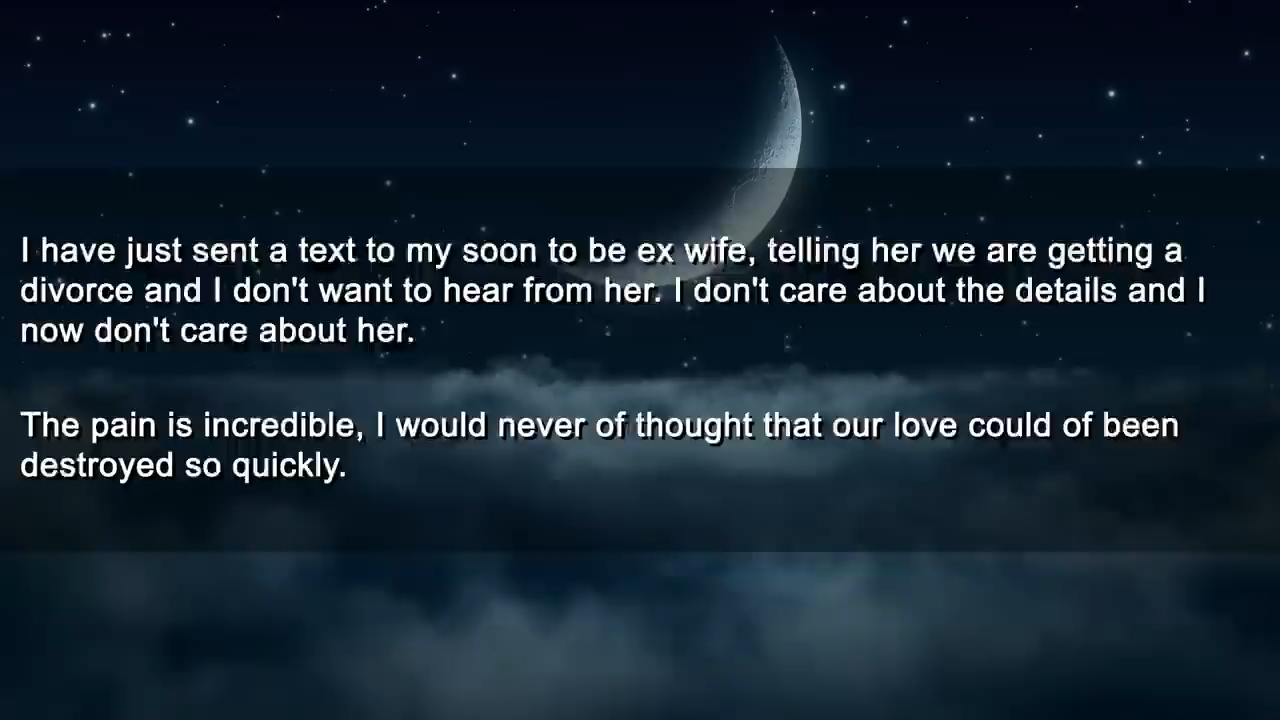 I have just sent a text to my soon to be ex wife, telling her we are getting a
divorce and I don't want to hear from her. I don't care about the details and I
now don't care about her.
The pain is incredible, I would never of thought that our love could of been
destroyed so quickly.